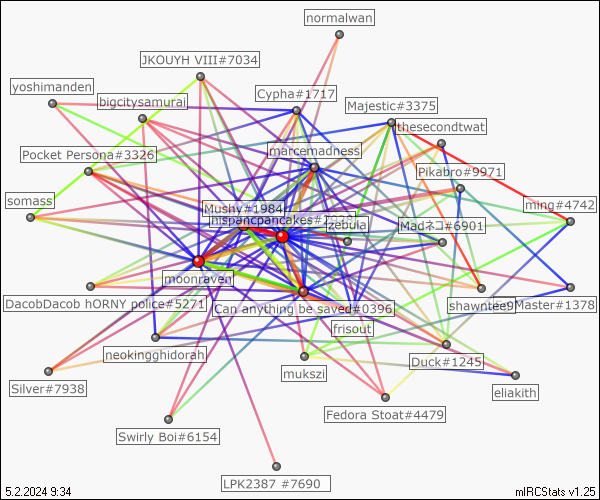 normalwan
JKOUYH VIII#7034
yoshimanden
bigcitysamurai
Cypha#1717
Majestic#3375
thesecondtwat
marcemadness
Pocket Persona#3326
Pikabro#9971
somass
Mushy#1984
ming#4742
zebula
Madネコ#6901
moonraven
DacobDacob hORNY police#5271
Can anything be saved#0396
shawntee9
Master#1378
frisout
neokingghidorah
mukszi
Duck#1245
Silver#7938
eliakith
Fedora Stoat#4479
Swirly Boi#6154
LPK2387 #7690
5.2.2024 9:34
mIRCStats v1.25